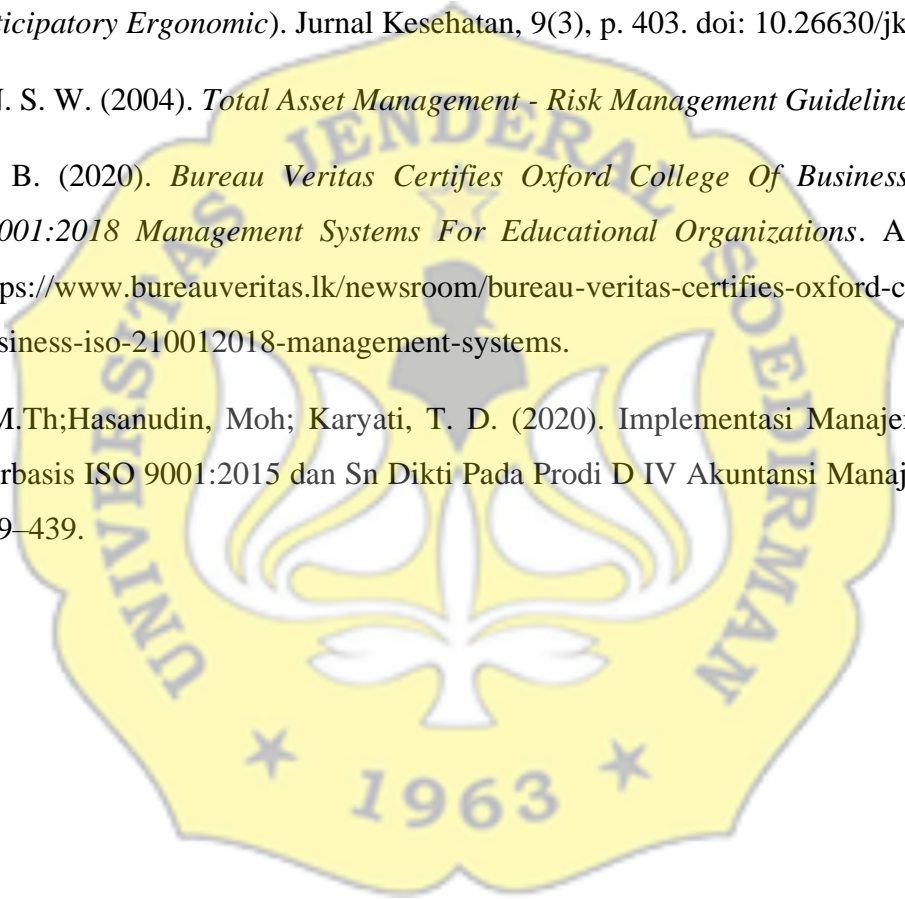 ticipatory Ergonomic). Jurnal Kesehatan, 9(3), p. 403. doi: 10.26630/jk
. S. W. (2004). Total Asset Management - Risk Management Guideline
B. (2020). Bureau Veritas Certifies Oxford College Of Business
001:2018 Management Systems For Educational Organizations. A
ps://www.bureauveritas.lk/newsroom/bureau-veritas-certifies-oxford-c
siness-iso-210012018-management-systems.
M.Th;Hasanudin, Moh; Karyati, T. D. (2020). Implementasi Manajer
rbasis ISO 9001:2015 dan Sn Dikti Pada Prodi D IV Akuntansi Manaj
9–439.
UNIVERSITAS JENDERAL SOEDIRMAN
1963